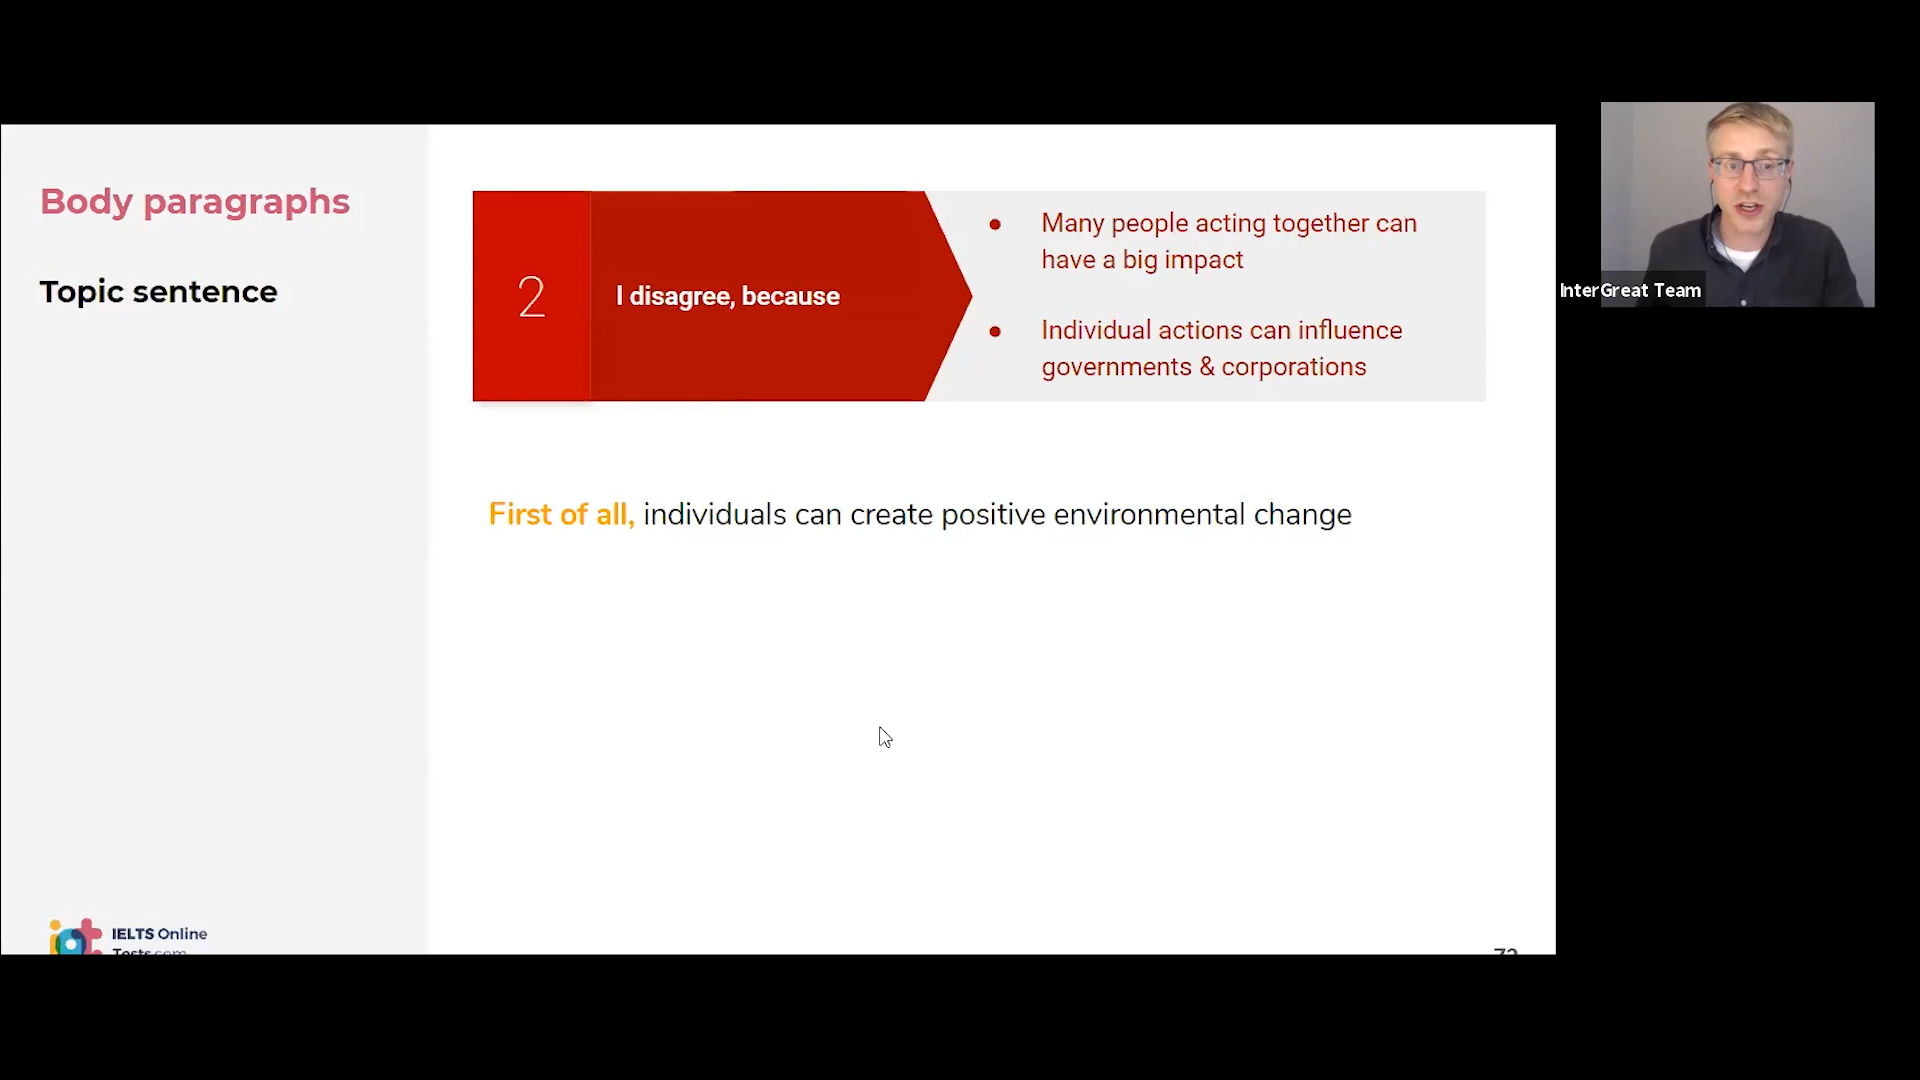 Body paragraphs
Topic sentence
2
I disagree, because
● Many people acting together can
have a big impact
● Individual actions can influence
governments & corporations
First of all, individuals can create positive environmental change
InterGreat Team
iot
IELTS Online
Tests.com